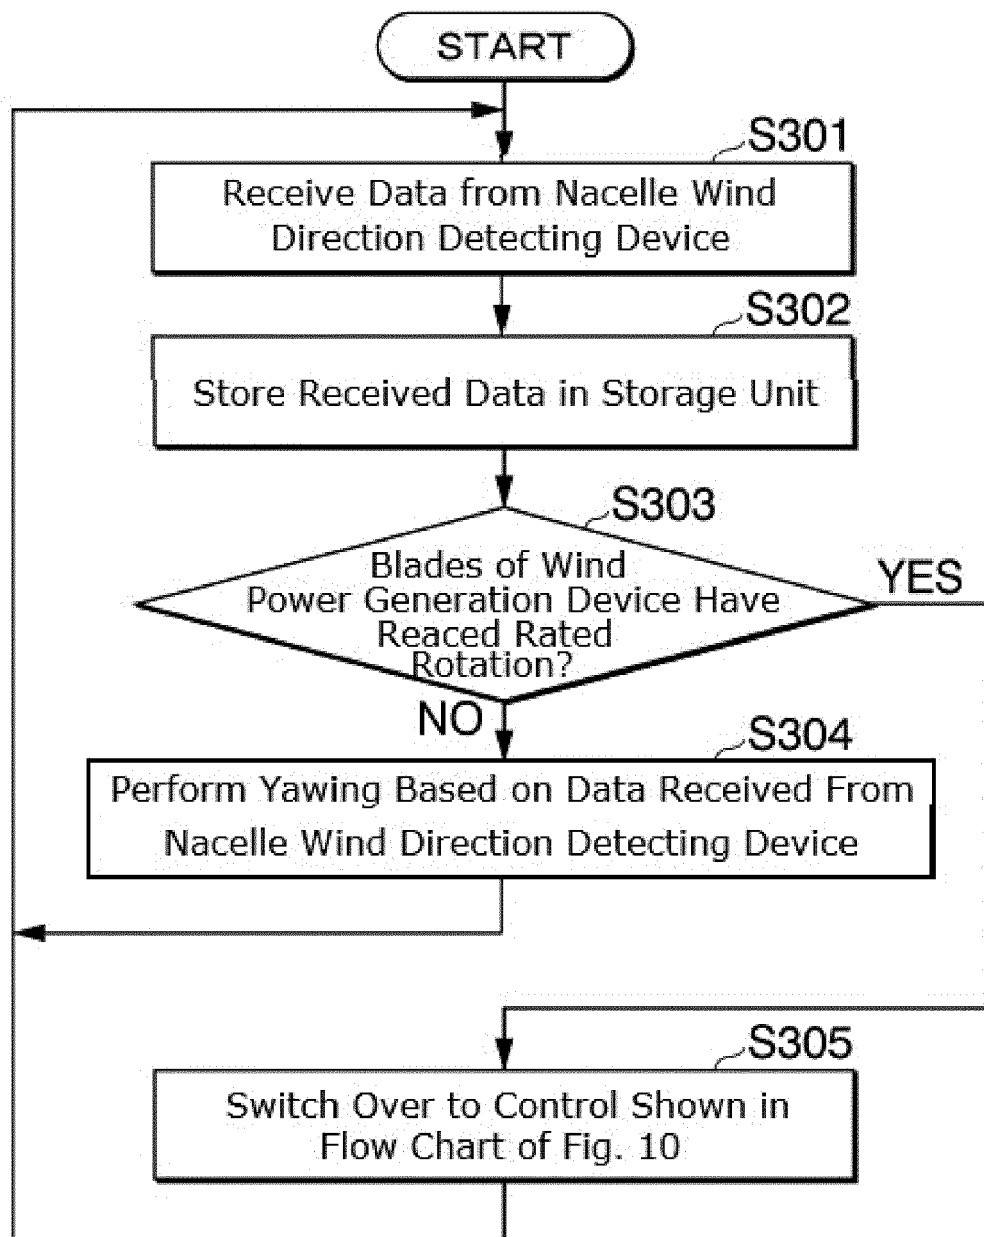 START
S301
Receive Data from Nacelle Wind
Direction Detecting Device
S302
Store Received Data in Storage Unit
S303
Blades of Wind
Power Generation Device Have
Reaced Rated
Rotation?
YES
NO
S304
Perform Yawing Based on Data Received From
Nacelle Wind Direction Detecting Device
S305
Switch Over to Control Shown in
Flow Chart of Fig. 10